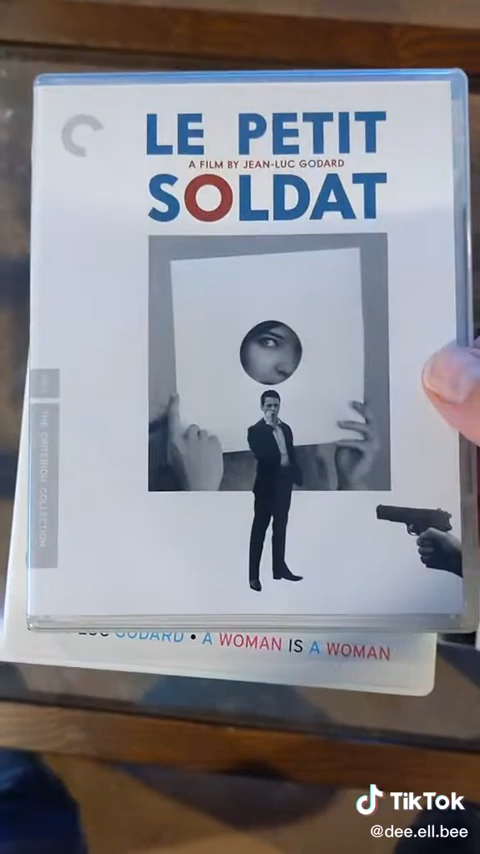 LE PETIT
A FILM BY JEAN-LUC GODARD
SOLDAT
THE CRITERION COLLECTION
LUC GODARD • A WOMAN IS A WOMAN
TikTok
@dee.ell.bee